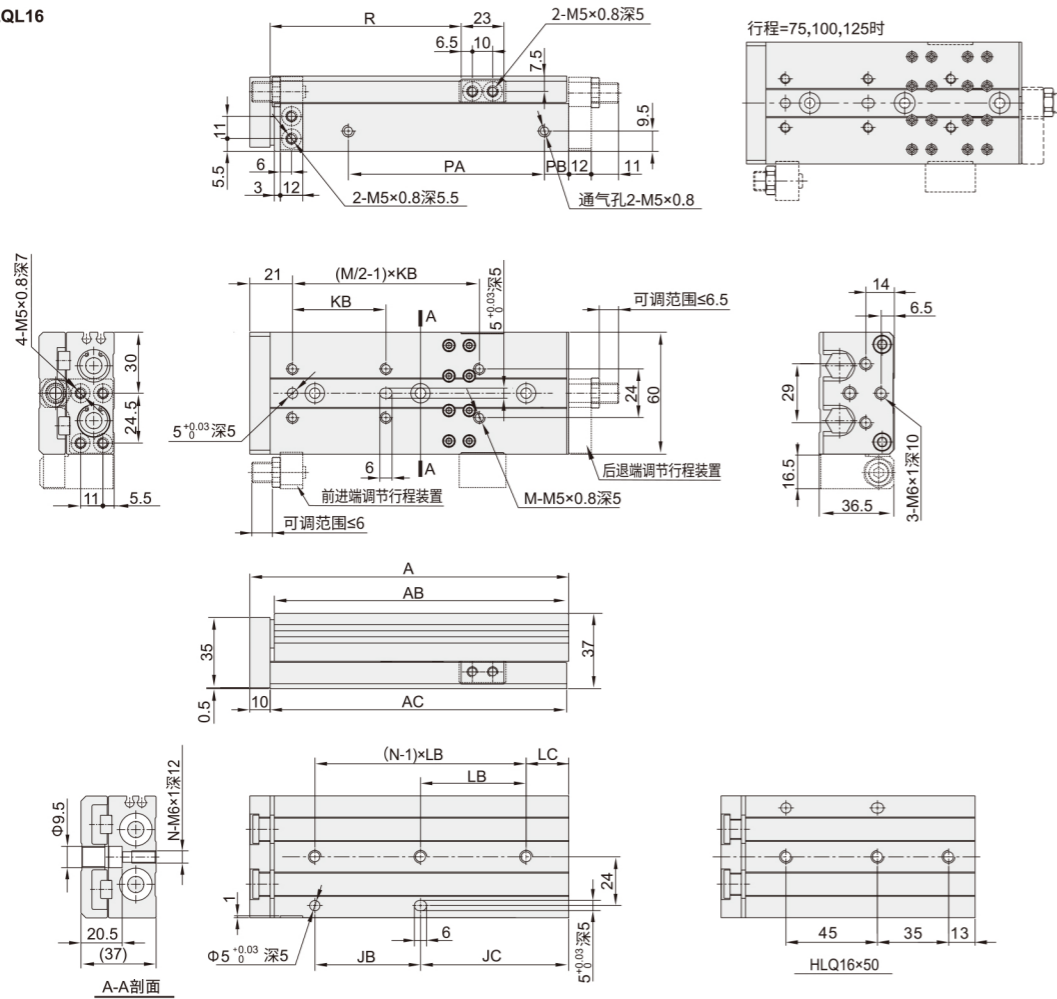 QL16
R
23
2-M5×0.8深5
6.5
10
7.5
9.5
11
5.5
6
3
12
PA
PB
12
11
2-M5×0.8深5.5
通气孔2-M5×0.8
行程=75,100,125时
4-M5×0.8深7
30
24.5
11
5.5
21
(M/2-1)×KB
KB
A
5 +0.03 0 深5
可调范围≤6.5
24
60
5 +0.03 0 深5
6
A
后退端调节行程装置
前进端调节行程装置
M-M5×0.8深5
可调范围≤6
14
6.5
29
16.5
36.5
3-M6×1深10
A
AB
35
37
0.5
10
AC
Φ9.5
N-M6×1深12
20.5
(37)
A-A剖面
(N-1)×LB
LC
LB
24
1
6
Φ5 +0.03 0 深5
JB
JC
5 +0.03 0 深5
45
35
13
HLQ16×50